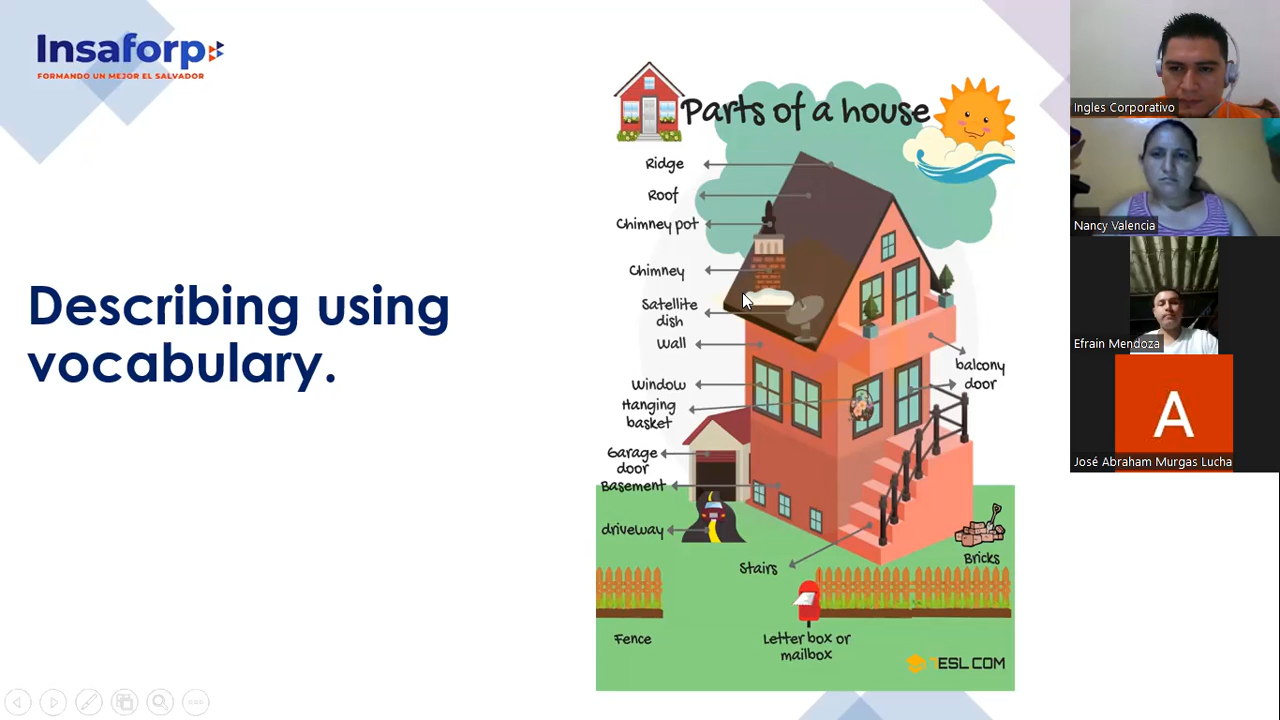 Insaforp
FORMANDO UN MEJOR EL SALVADOR
Describing using
vocabulary.
Parts of a house
Ridge
Roof
Chimney pot
Chimney
Satellite
dish
Wall
Window
Hanging
basket
Garage
door
Basement
driveway
Stairs
balcony
door
Bricks
Fence
Letter box or
mailbox
7ESL.COM
Ingles Corporativo
Nancy Valencia
Efrain Mendoza
A
José Abraham Murgas Lucha